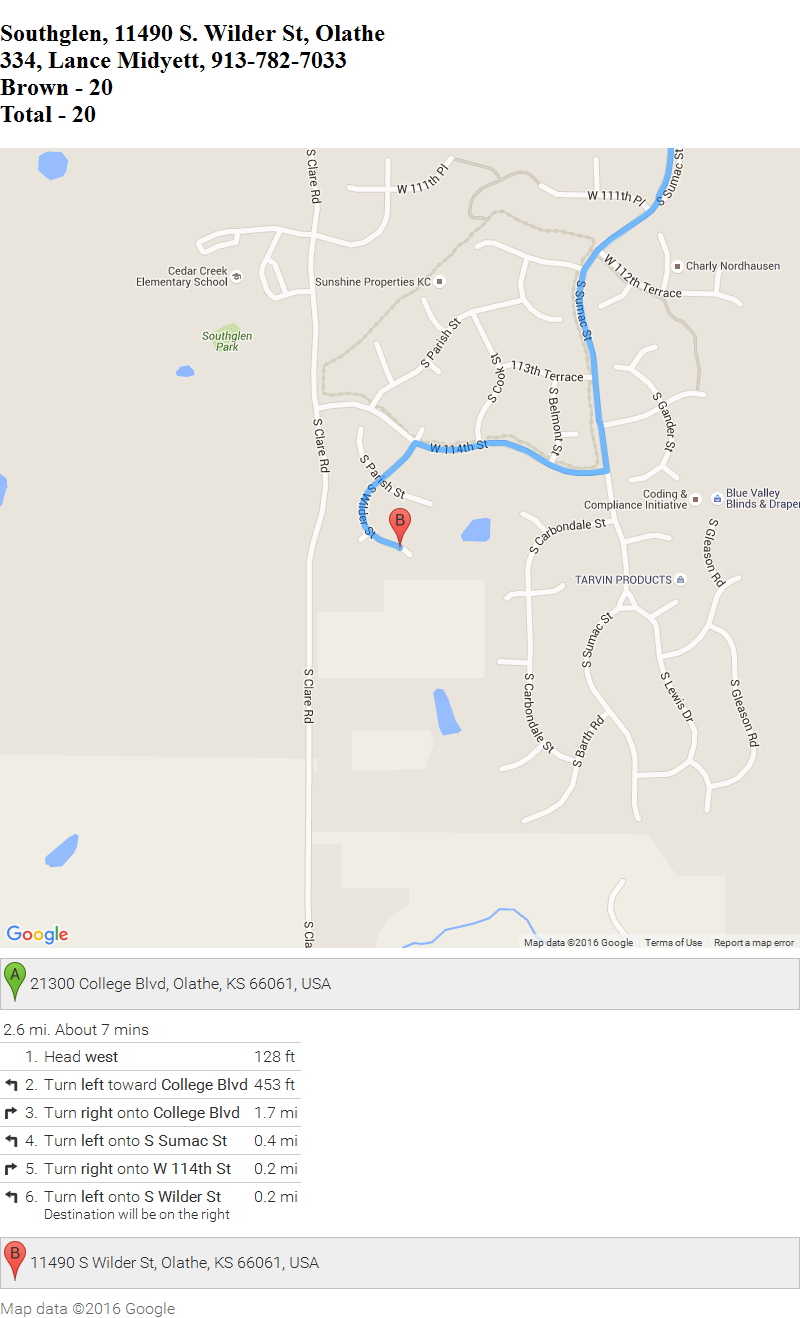 Southglen, 11490 S. Wilder St, Olathe
334, Lance Midyett, 913-782-7033
Brown - 20
Total - 20
S Clare Rd
W 111th Pl
W 111th Pl
S Sumac St
Cedar Creek
Elementary School
Sunshine Properties KC
W 112th Terrace
Charly Nordhausen
S Sumac St
Southglen
Park
S Parish St
S Cook St
113th Terrace
S Belmont St
S Gander St
S Clare Rd
W 114th St
S Parish St
S Wilder St
B
Coding &
Compliance Initiative
Blue Valley
Blinds & Draper
S Carbondale St
S Gleason Rd
TARVIN PRODUCTS
S Sumac St
S Clare Rd
S Carbondale St
S Lewis Dr
S Gleason Rd
S Barth Rd
S Cla
Google
Map data ©2016 Google
Terms of Use
Report a map error
A
21300 College Blvd, Olathe, KS 66061, USA
2.6 mi. About 7 mins
1. Head west 128 ft
2. Turn left toward College Blvd 453 ft
3. Turn right onto College Blvd 1.7 mi
4. Turn left onto S Sumac St 0.4 mi
5. Turn right onto W 114th St 0.2 mi
6. Turn left onto S Wilder St 0.2 mi
Destination will be on the right
B
11490 S Wilder St, Olathe, KS 66061, USA
Map data ©2016 Google